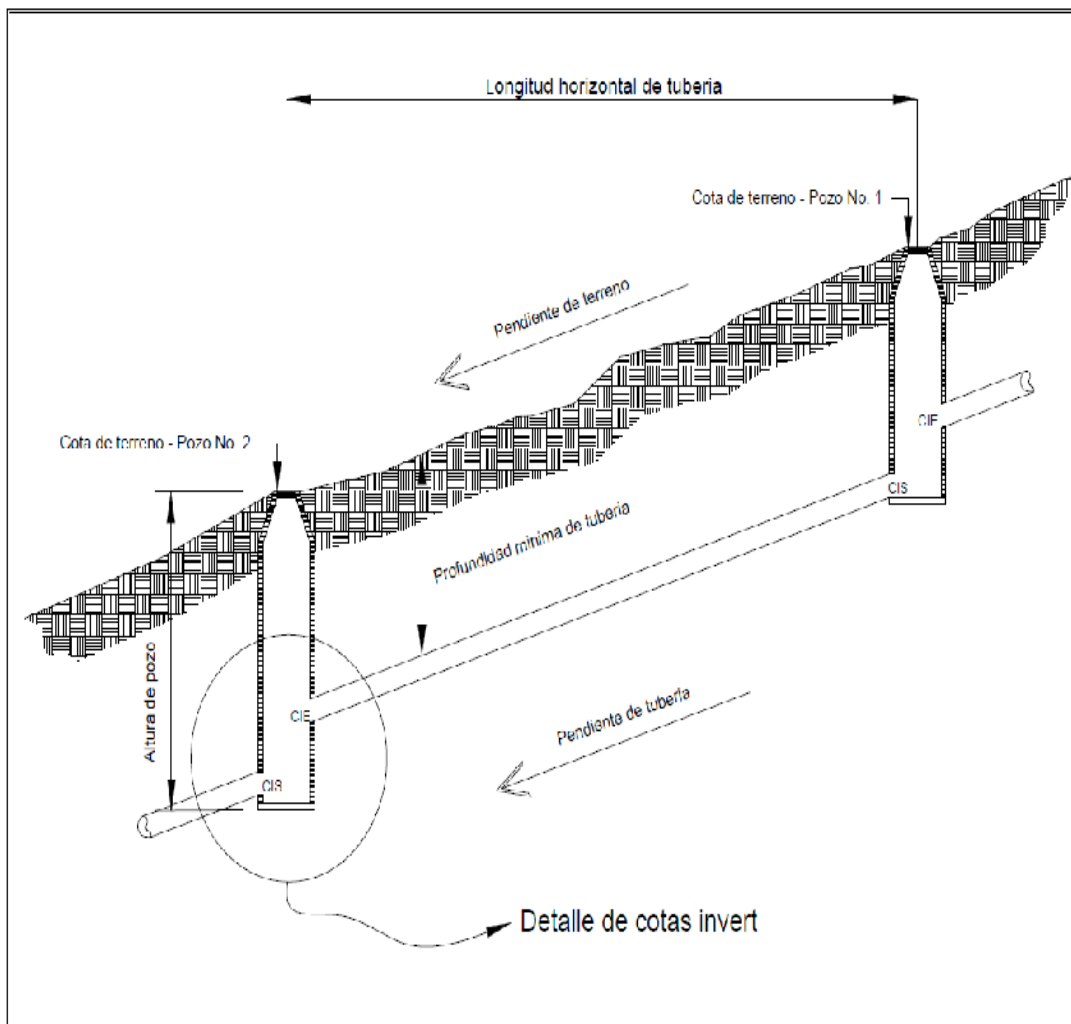 Longitud horizontal de tuberia
Cota de terreno - Pozo No. 1
Pendiente de terreno
CIE
Cota de terreno - Pozo No. 2
CIS
Profundidad minima de tuberia
Altura de pozo
CIE
Pendiente de tuberia
CIS
Detalle de cotas invert